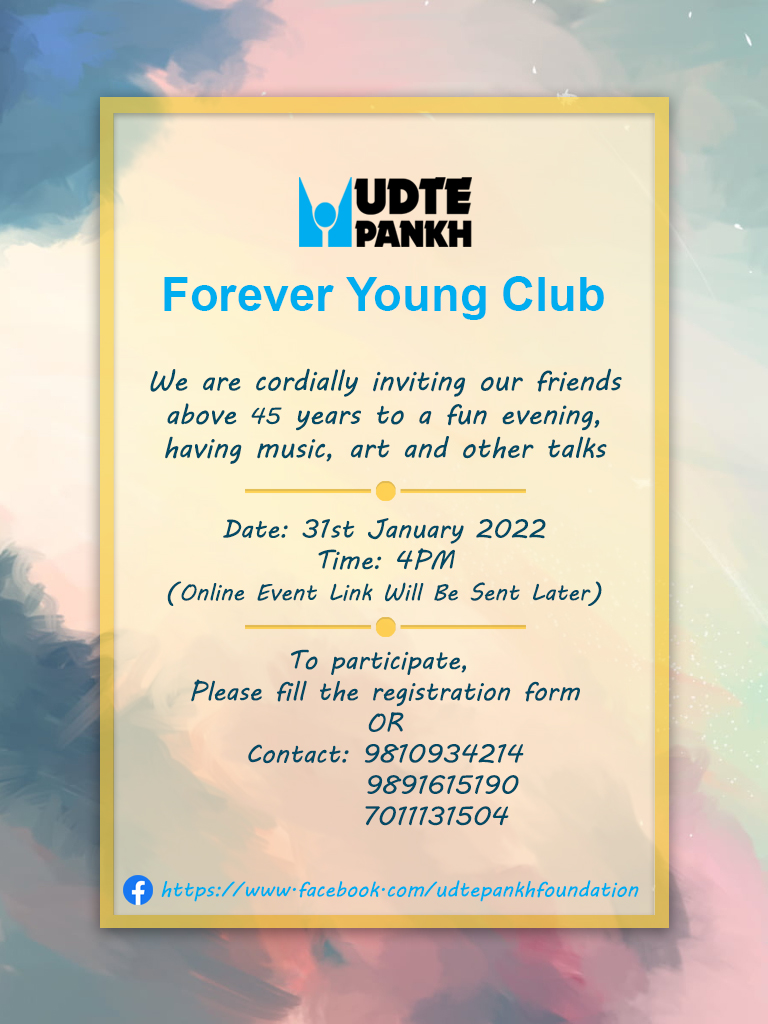 UDTE
PANKH
Forever Young Club
We are cordially inviting our friends
above 45 years to a fun evening,
having music, art and other talks
Date: 31st January 2022
Time: 4PM
(Online Event Link Will Be Sent Later)
To participate,
Please fill the registration form
OR
Contact: 9810934214
9891615190
7011131504
https://www.facebook.com/udtepankhfoundation